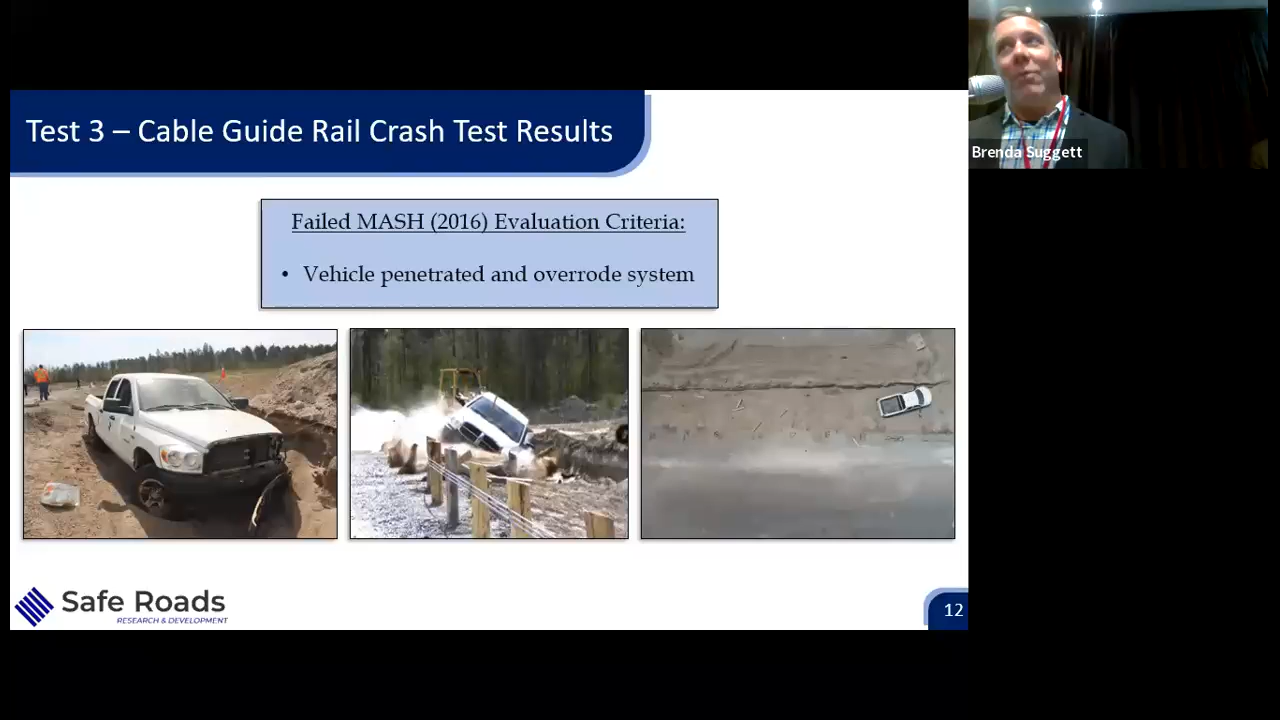 Test 3 – Cable Guide Rail Crash Test Results
Brenda Suggett
Failed MASH (2016) Evaluation Criteria:
• Vehicle penetrated and overrode system
Safe Roads
RESEARCH & DEVELOPMENT
12